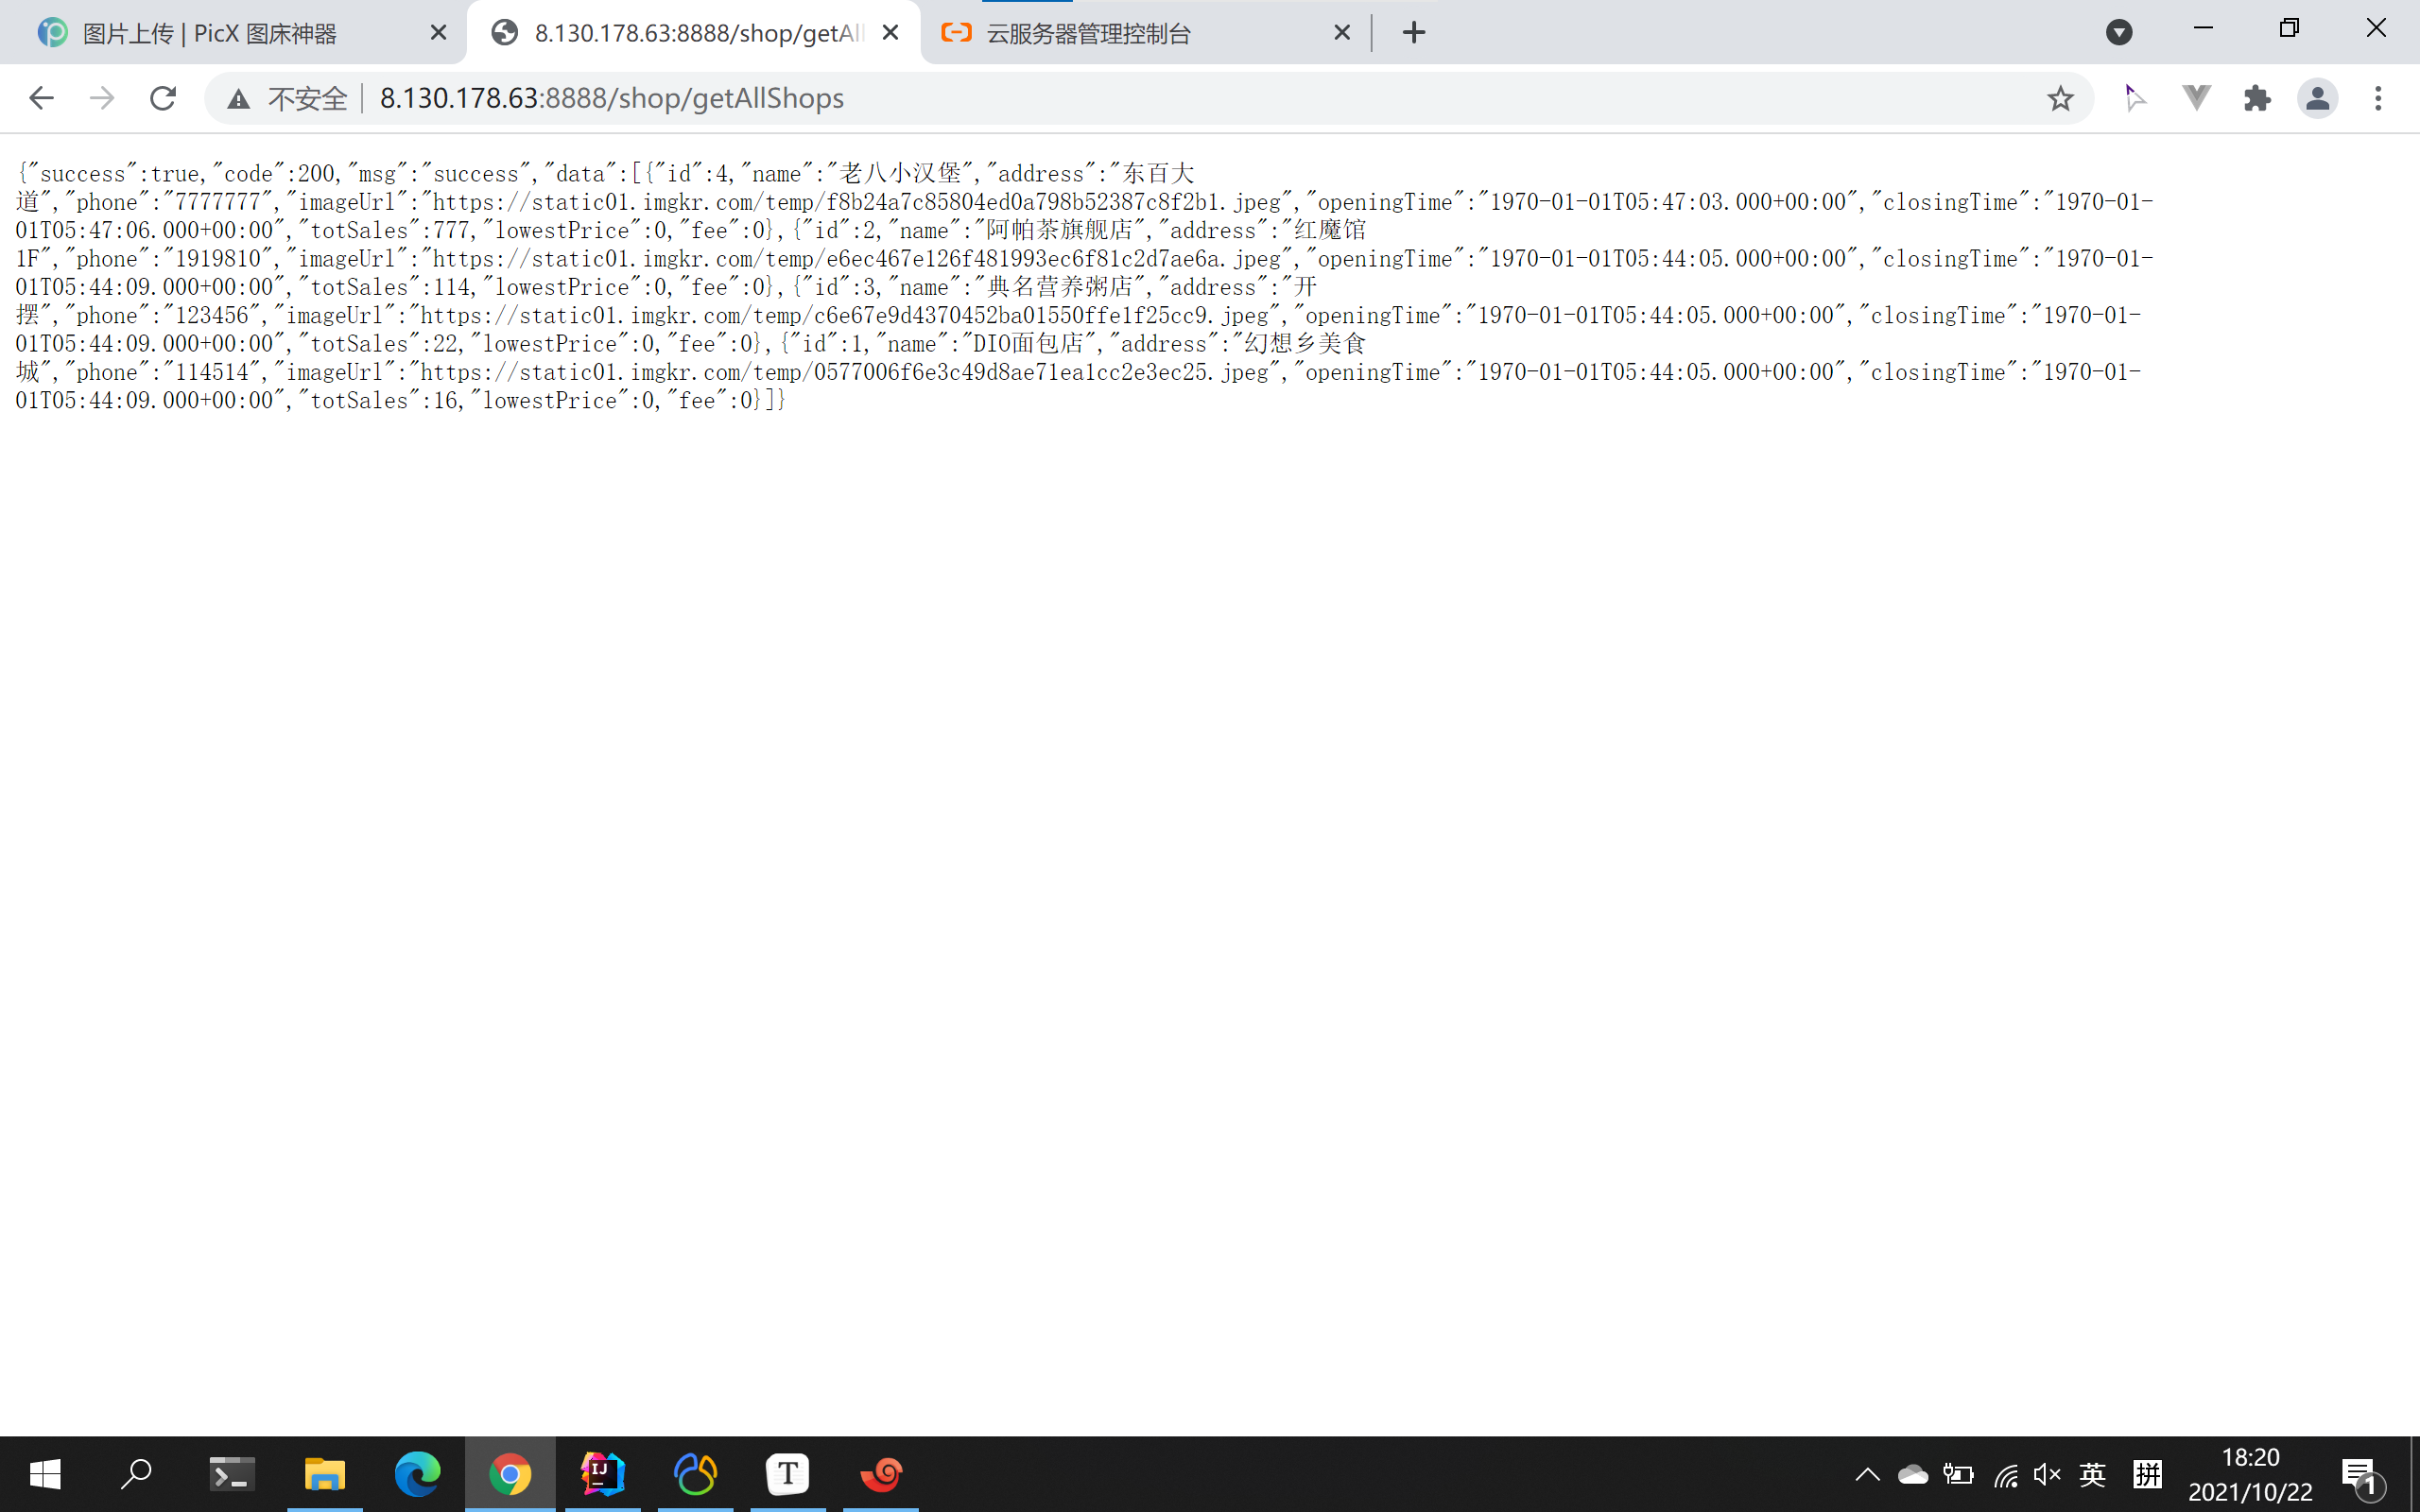 图片上传 | PicX 图床神器
8.130.178.63:8888/shop/getAll
云服务器管理控制台
不安全 8.130.178.63:8888/shop/getAllShops
{"success":true,"code":200,"msg":"success","data":[{"id":4,"name":"老八小汉堡","address":"东百大
道","phone":"7777777","imageUrl":"https://static01.imgkr.com/temp/f8b24a7c85804ed0a798b52387c8f2b1.jpeg","openingTime":"1970-01-01T05:47:03.000+00:00","closingTime":"1970-01-
01T05:47:06.000+00:00","totSales":777,"lowestPrice":0,"fee":0},{"id":2,"name":"阿帕茶旗舰店","address":"红魔馆
1F","phone":"1919810","imageUrl":"https://static01.imgkr.com/temp/e6ec467e126f481993ec6f81c2d7ae6a.jpeg","openingTime":"1970-01-01T05:44:05.000+00:00","closingTime":"1970-01-
01T05:44:09.000+00:00","totSales":114,"lowestPrice":0,"fee":0},{"id":3,"name":"典名营养粥店","address":"开
摆","phone":"123456","imageUrl":"https://static01.imgkr.com/temp/c6e67e9d4370452ba01550ffe1f25cc9.jpeg","openingTime":"1970-01-01T05:44:05.000+00:00","closingTime":"1970-01-
01T05:44:09.000+00:00","totSales":22,"lowestPrice":0,"fee":0},{"id":1,"name":"DIO面包店","address":"幻想乡美食
城","phone":"114514","imageUrl":"https://static01.imgkr.com/temp/0577006f6e3c49d8ae71ea1cc2e3ec25.jpeg","openingTime":"1970-01-01T05:44:05.000+00:00","closingTime":"1970-01-
01T05:44:09.000+00:00","totSales":16,"lowestPrice":0,"fee":0}]}
IJ
T
英
拼
18:20
2021/10/22
1